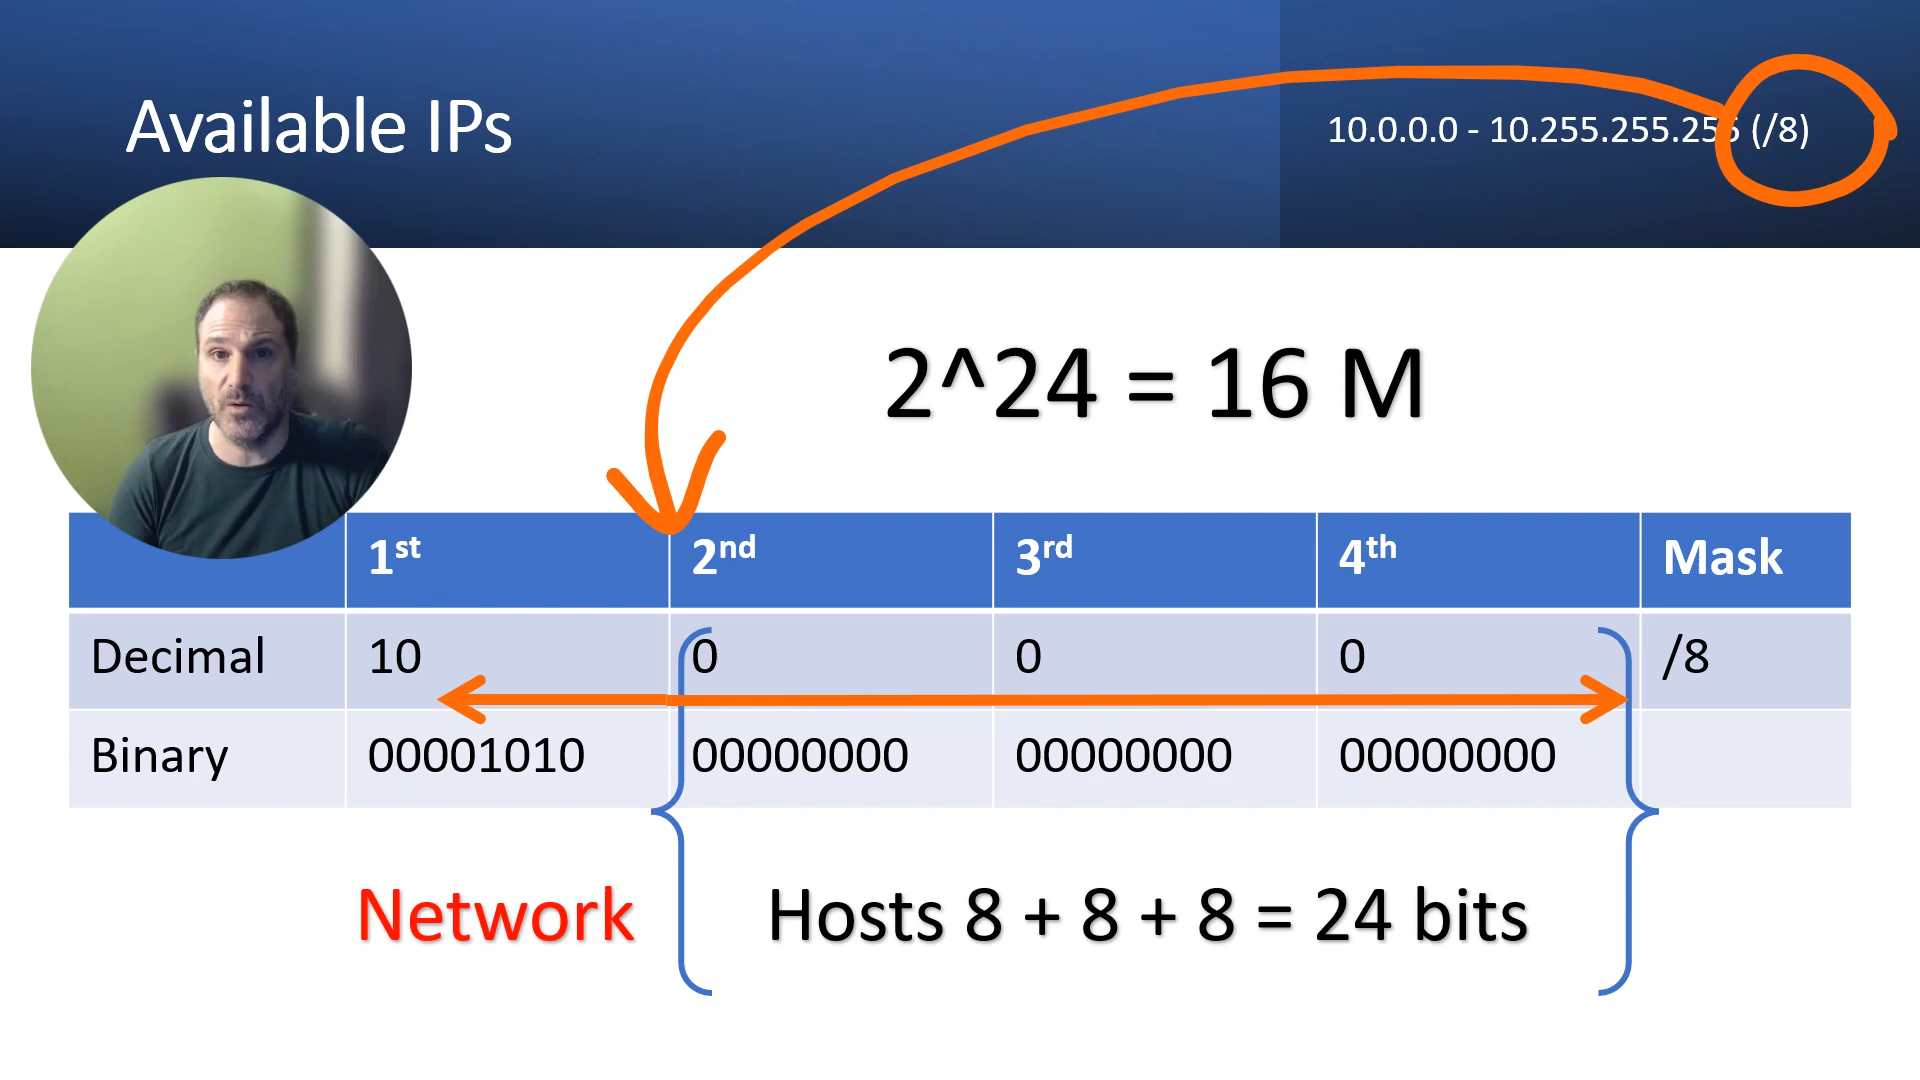 Available IPs
10.0.0.0 - 10.255.255.255 (/8)
2^24 = 16 M
1st 2nd 3rd 4th Mask
Decimal 10 0 0 0 /8
Binary 00001010 00000000 00000000 00000000
Network Hosts 8 + 8 + 8 = 24 bits